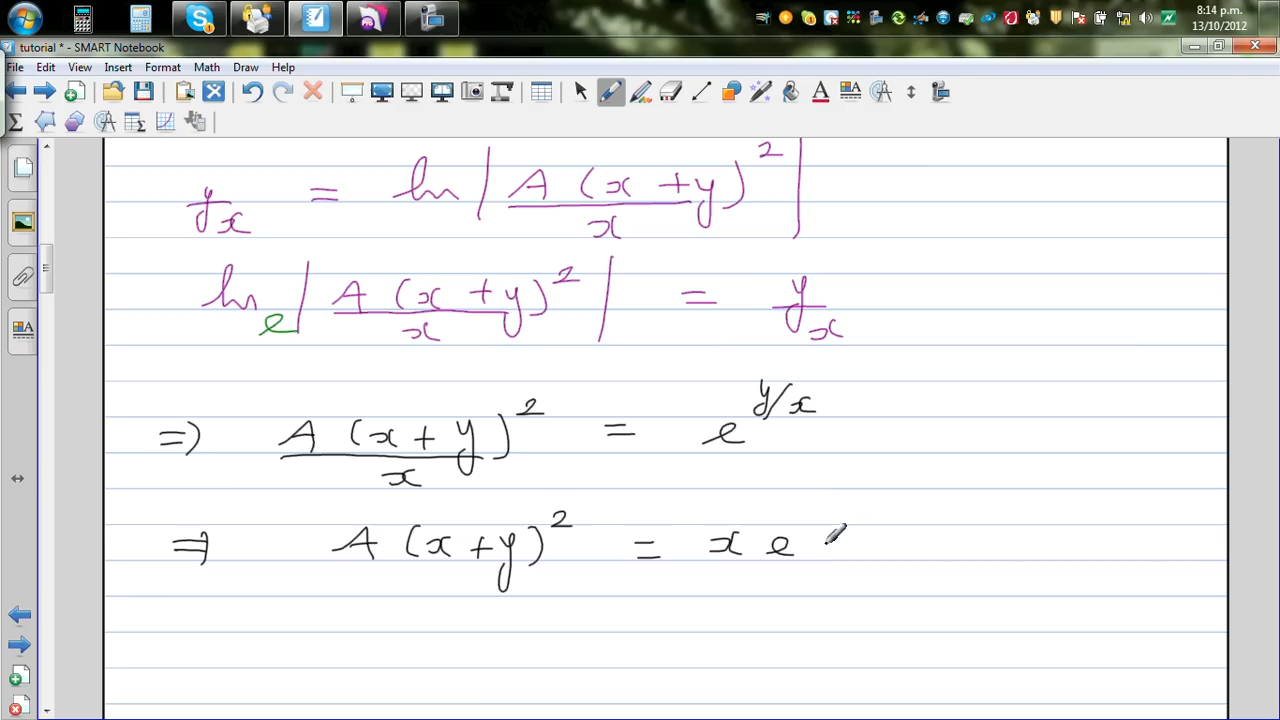 8:14 p.m.
13/10/2012
tutorial * - SMART Notebook
File Edit View Insert Format Math Draw Help
y/x = ln |A (x + y)^2 / x|
ln e |A (x + y)^2 / x| = y/x
=> A (x + y)^2 / x = e^y/x
=> A (x + y)^2 = x e